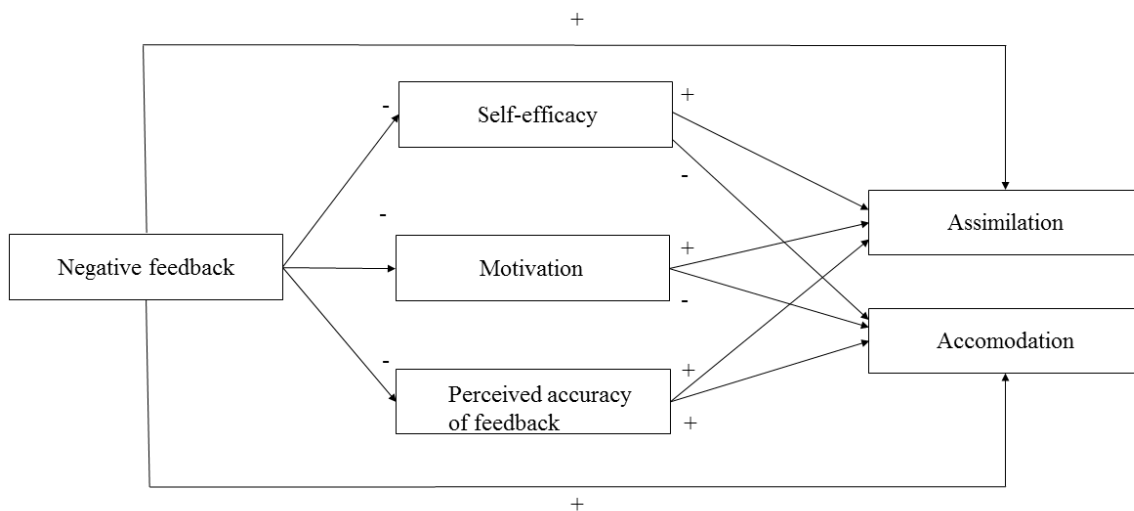 +
-
Self-efficacy
+
-
-
Assimilation
Negative feedback
Motivation
+
-
Accomodation
-
Perceived accuracy
of feedback
+
+
+